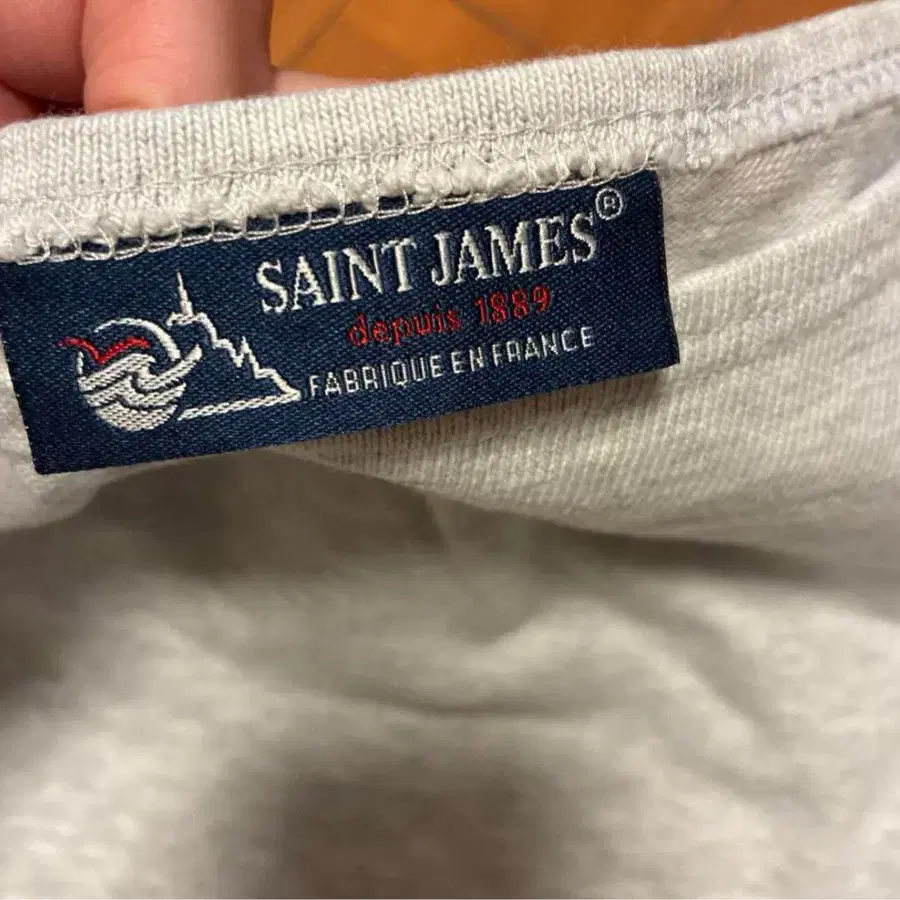 SAINT JAMES®
depuis 1889
FABRIQUE EN FRANCE